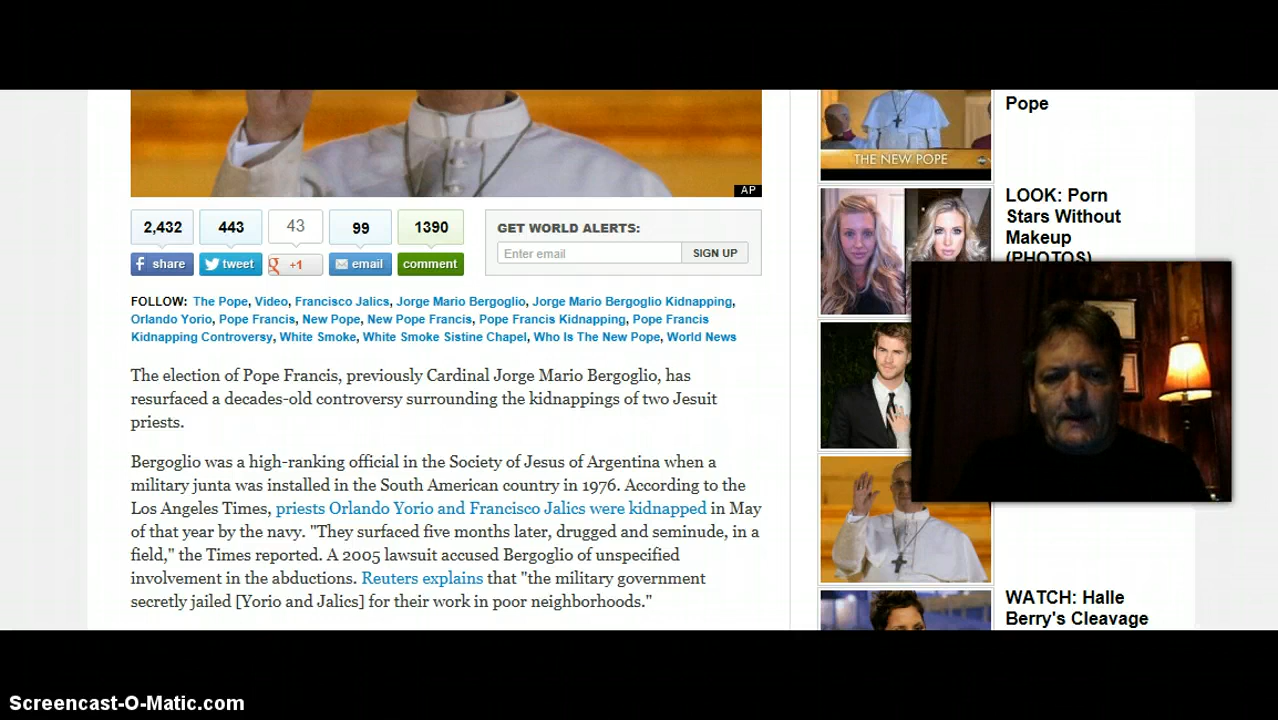 AP
2,432
443
43
99
1390
share
tweet
+1
email
comment
GET WORLD ALERTS:
Enter email
SIGN UP
FOLLOW: The Pope, Video, Francisco Jalics, Jorge Mario Bergoglio, Jorge Mario Bergoglio Kidnapping,
Orlando Yorio, Pope Francis, New Pope, New Pope Francis, Pope Francis Kidnapping, Pope Francis
Kidnapping Controversy, White Smoke, White Smoke Sistine Chapel, Who Is The New Pope, World News
The election of Pope Francis, previously Cardinal Jorge Mario Bergoglio, has
resurfaced a decades-old controversy surrounding the kidnappings of two Jesuit
priests.
Bergoglio was a high-ranking official in the Society of Jesus of Argentina when a
military junta was installed in the South American country in 1976. According to the
Los Angeles Times, priests Orlando Yorio and Francisco Jalics were kidnapped in May
of that year by the navy. "They surfaced five months later, drugged and seminude, in a
field," the Times reported. A 2005 lawsuit accused Bergoglio of unspecified
involvement in the abductions. Reuters explains that "the military government
secretly jailed [Yorio and Jalics] for their work in poor neighborhoods."
Pope
THE NEW POPE
abc
LOOK: Porn
Stars Without
Makeup
(PHOTOS)
WATCH: Halle
Berry's Cleavage
Screencast-O-Matic.com